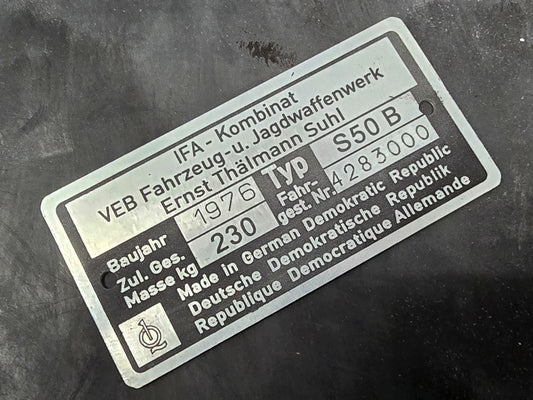 IFA - Kombinat
VEB Fahrzeug-u. Jagdwaffenwerk
Ernst Thälmann Suhl
Baujahr 1976 Typ S50 B
Zul. Ges. Masse kg 230 Fahr- gest. Nr. 4283000
Made in German Demokratic Republic
Deutsche Demokratische Republik
Republique Democratique Allemande